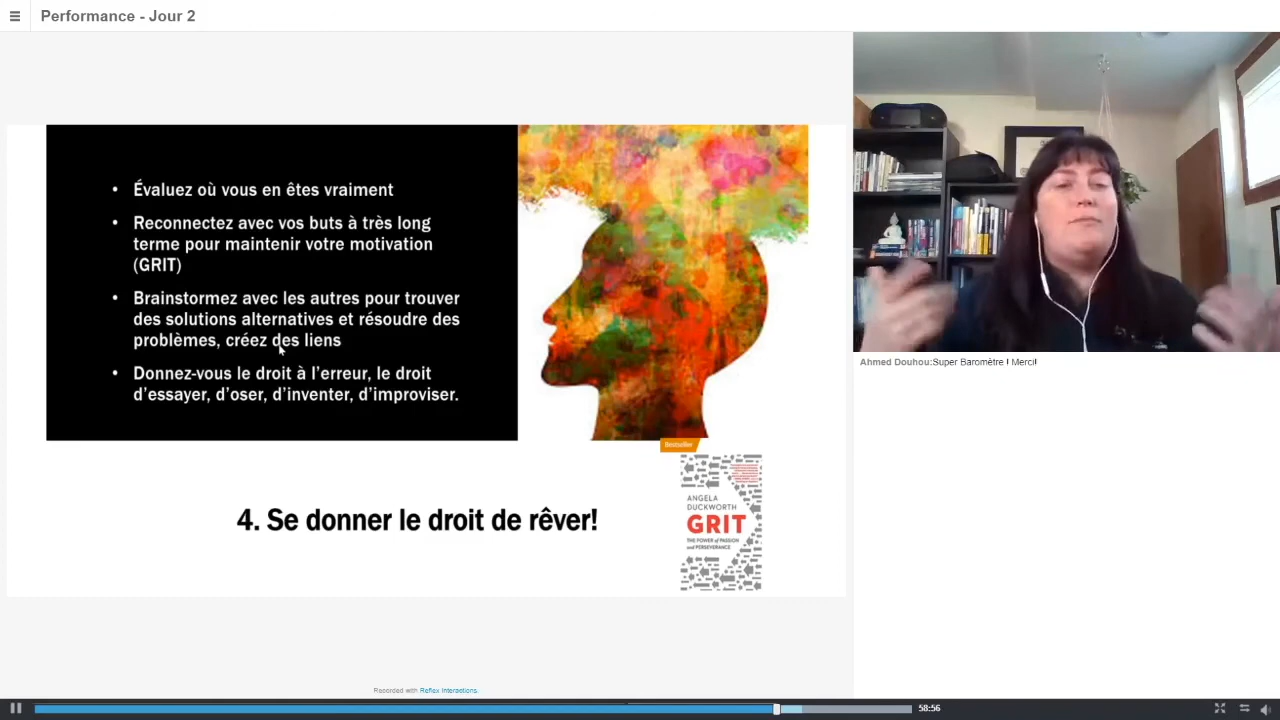 Performance - Jour 2
• Évaluez où vous en êtes vraiment
• Reconnectez avec vos buts à très long
terme pour maintenir votre motivation
(GRIT)
• Brainstormez avec les autres pour trouver
des solutions alternatives et résoudre des
problèmes, créez des liens
• Donnez-vous le droit à l'erreur, le droit
d'essayer, d'oser, d'inventer, d'improviser.
Bestseller
ANGELA
DUCKWORTH
GRIT
THE POWER of PASSION
and PERSEVERANCE
4. Se donner le droit de rêver!
Ahmed Douhou:Super Baromètre ! Merci!
Recorded with Reflex Interactions.
58:56